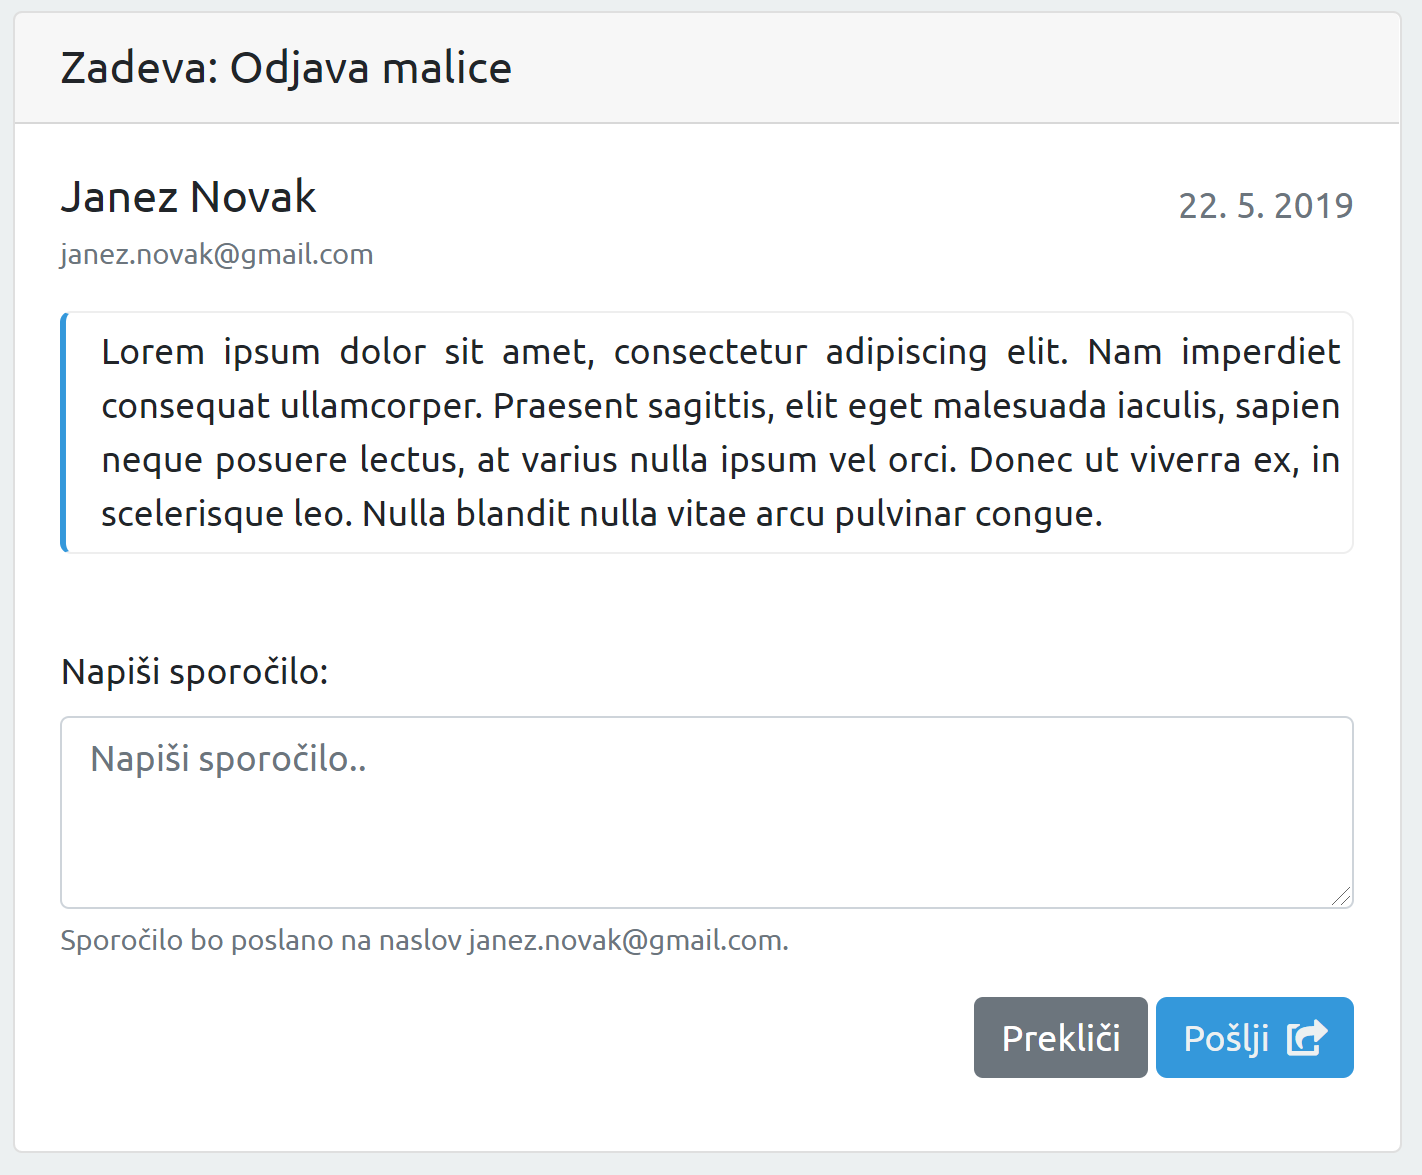 Zadeva: Odjava malice
Janez Novak
22. 5. 2019
janez.novak@gmail.com
Lorem ipsum dolor sit amet, consectetur adipiscing elit. Nam imperdiet
consequat ullamcorper. Praesent sagittis, elit eget malesuada iaculis, sapien
neque posuere lectus, at varius nulla ipsum vel orci. Donec ut viverra ex, in
scelerisque leo. Nulla blandit nulla vitae arcu pulvinar congue.
Napiši sporočilo:
Napiši sporočilo..
Sporočilo bo poslano na naslov janez.novak@gmail.com.
Prekliči
Pošlji